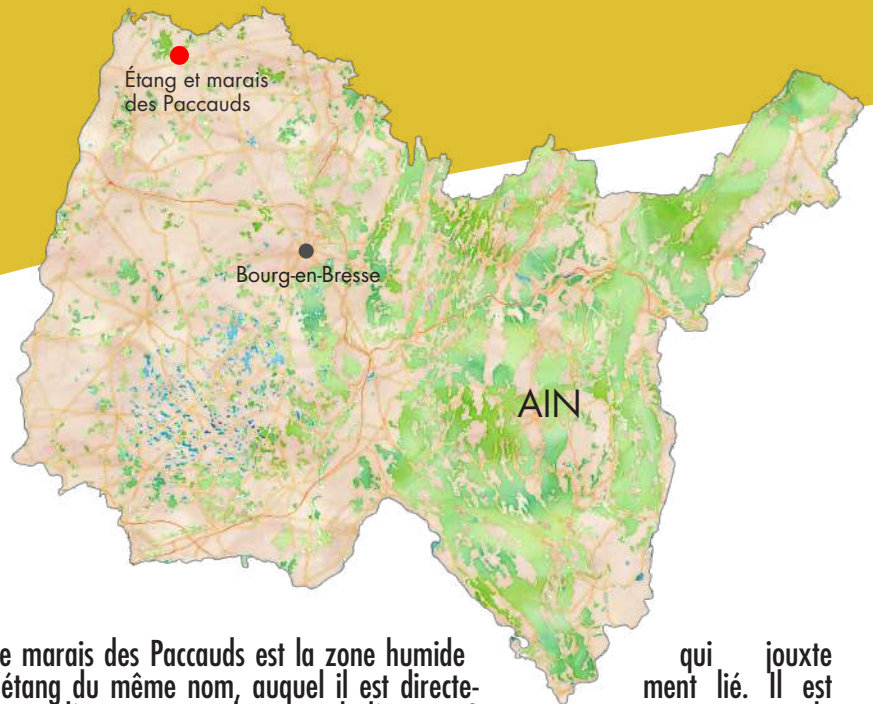 Étang et marais
des Paccauds
Bourg-en-Bresse
AIN
e marais des Paccauds est la zone humide qui jouxte
étang du même nom, auquel il est directe- ment lié. Il est